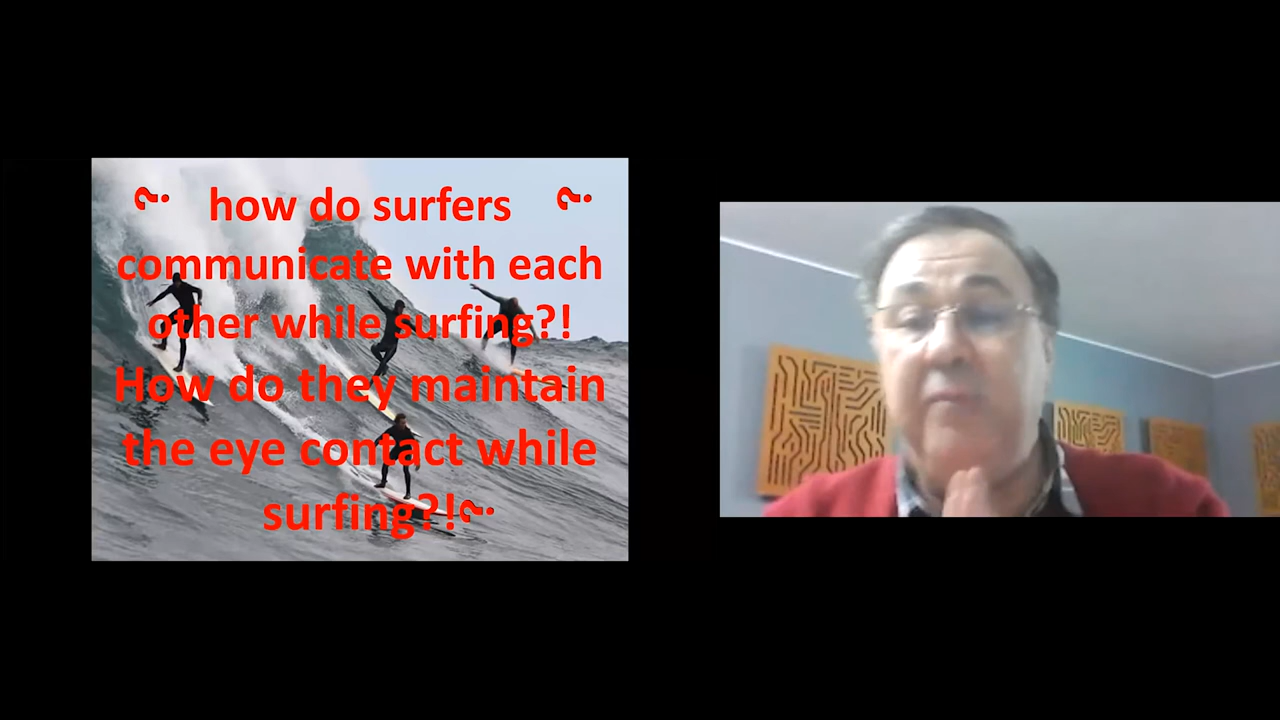 ? how do surfers ?
communicate with each
other while surfing?!
How do they maintain
the eye contact while
surfing?!?